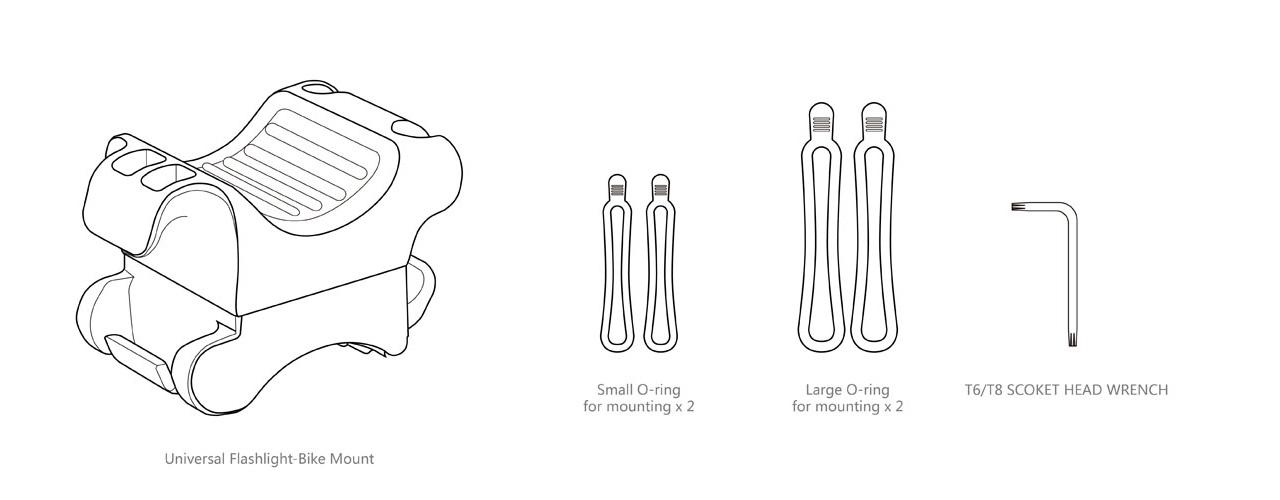 Small O-ring
for mounting x 2
Large O-ring
for mounting x 2
T6/T8 SCOKET HEAD WRENCH
Universal Flashlight-Bike Mount